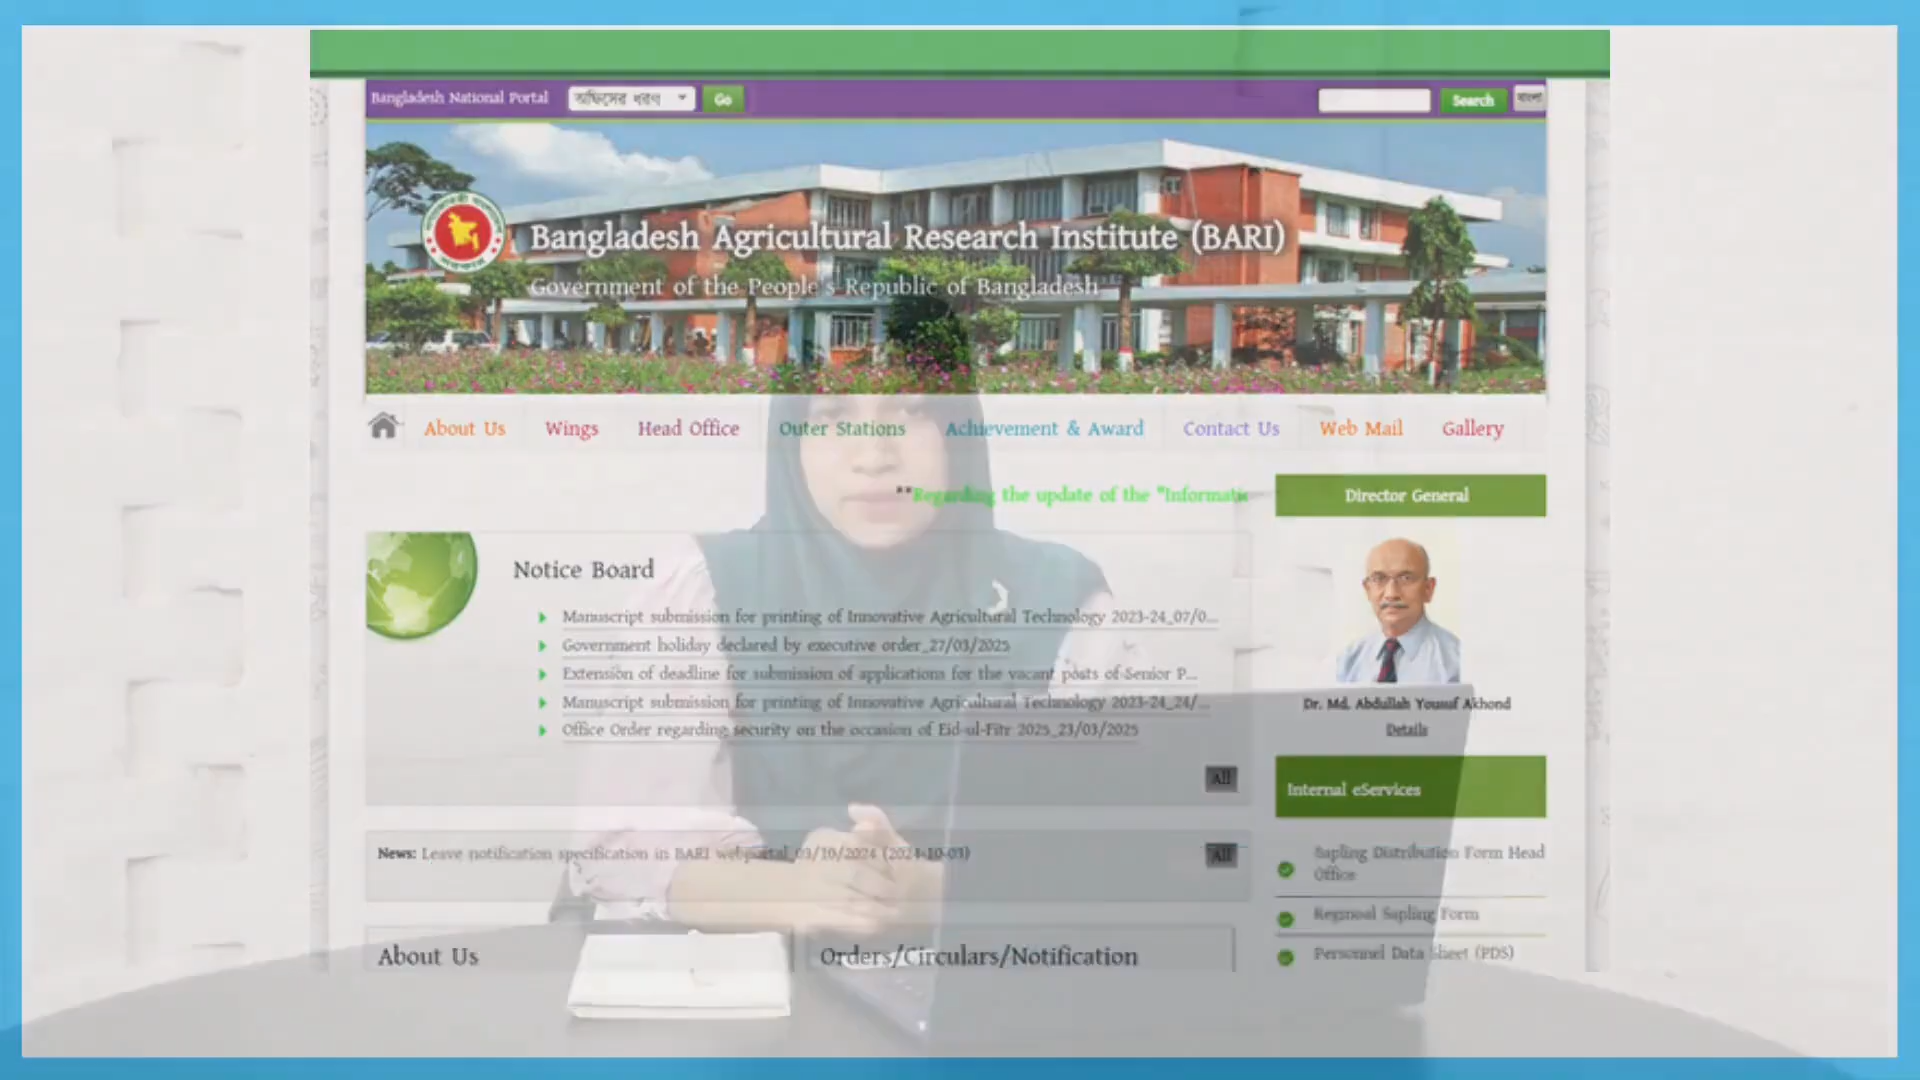 Bangladesh National Portal
অফিসের ধরণ
Go
Search
বাংলা
Bangladesh Agricultural Research Institute (BARI)
Government of the People's Republic of Bangladesh
About Us
Wings
Head Office
Outer Stations
Achievement & Award
Contact Us
Web Mail
Gallery
**Regarding the update of the "Informatic
Director General
Notice Board
Manuscript submission for printing of Innovative Agricultural Technology 2023-24_07/0...
Government holiday declared by executive order_27/03/2025
Extension of deadline for submission of applications for the vacant posts of Senior P...
Manuscript submission for printing of Innovative Agricultural Technology 2023-24_24/...
Office Order regarding security on the occasion of Eid-ul-Fitr 2025_23/03/2025
All
Dr. Md. Abdullah Yousuf Akhond
Details
Internal eServices
News: Leave notification specification in BARI webportal_03/10/2024 (2024-10-03)
All
Sapling Distribution Form Head
Office
Regional Sapling Form
Personnel Data Sheet (PDS)
About Us
Orders/Circulars/Notification